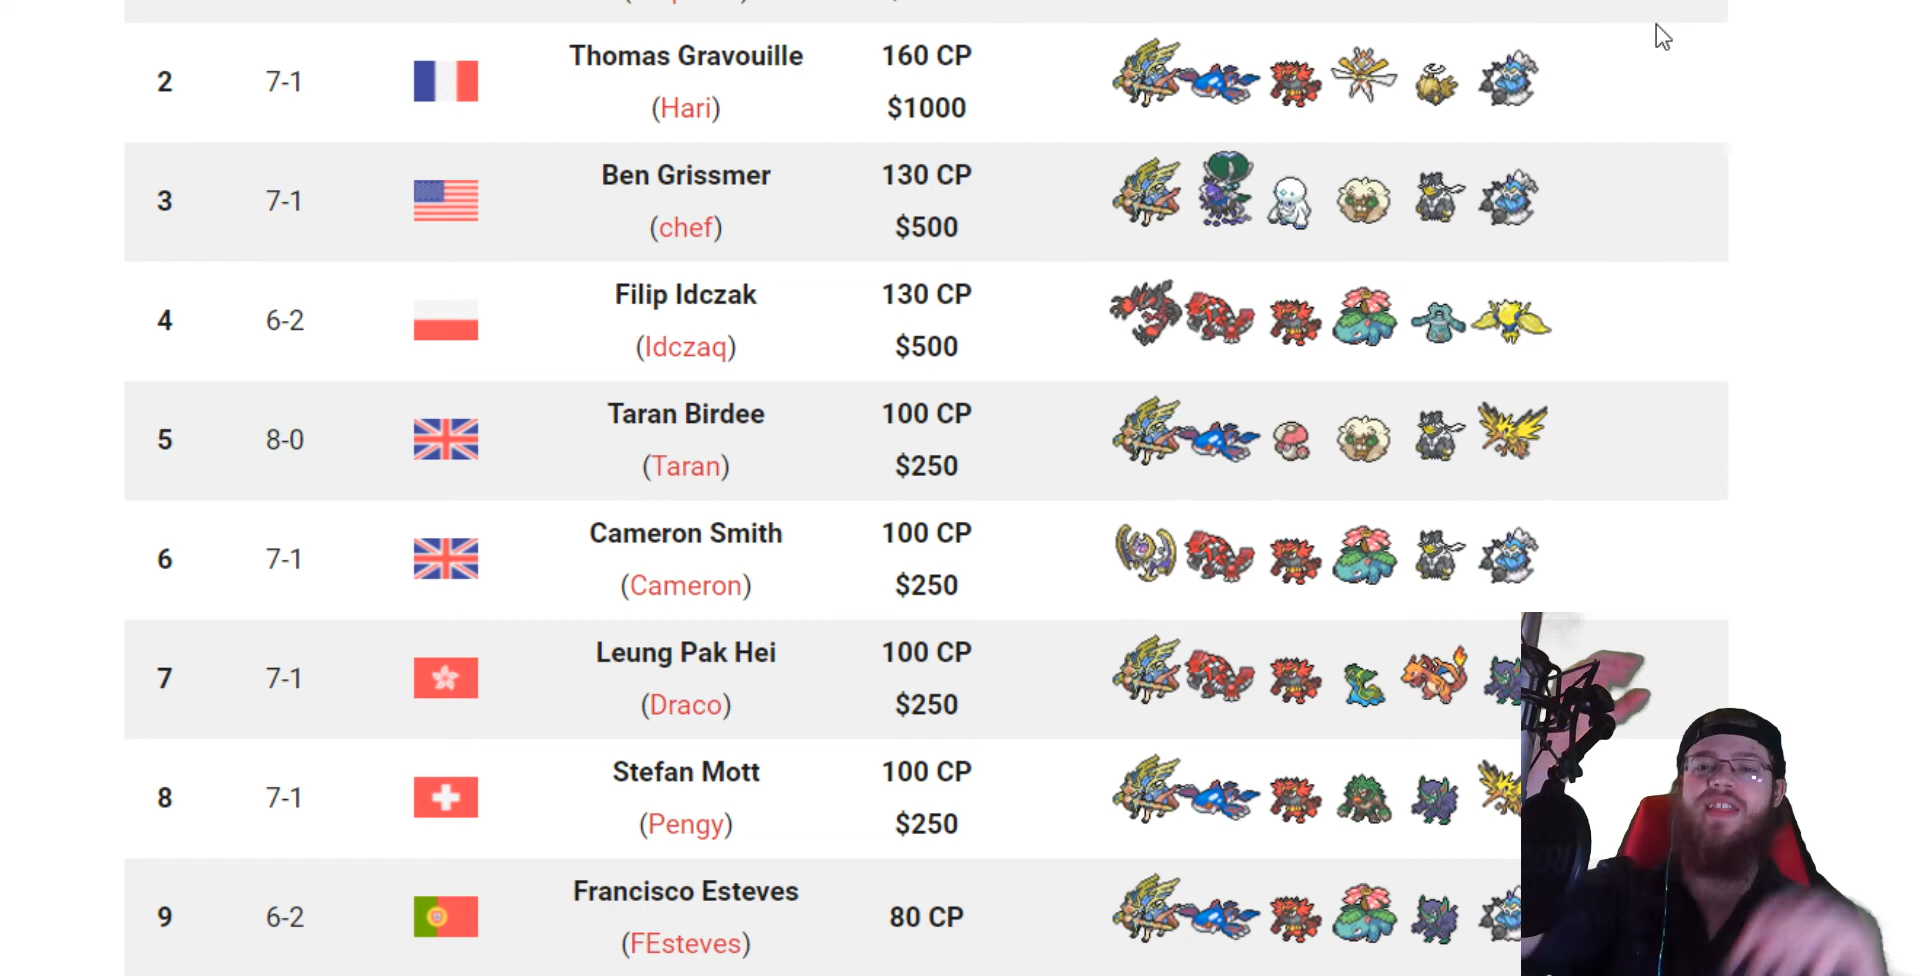 2 7-1 Thomas Gravouille (Hari) 160 CP $1000
3 7-1 Ben Grissmer (chef) 130 CP $500
4 6-2 Filip Idczak (Idczaq) 130 CP $500
5 8-0 Taran Birdee (Taran) 100 CP $250
6 7-1 Cameron Smith (Cameron) 100 CP $250
7 7-1 Leung Pak Hei (Draco) 100 CP $250
8 7-1 Stefan Mott (Pengy) 100 CP $250
9 6-2 Francisco Esteves (FEsteves) 80 CP